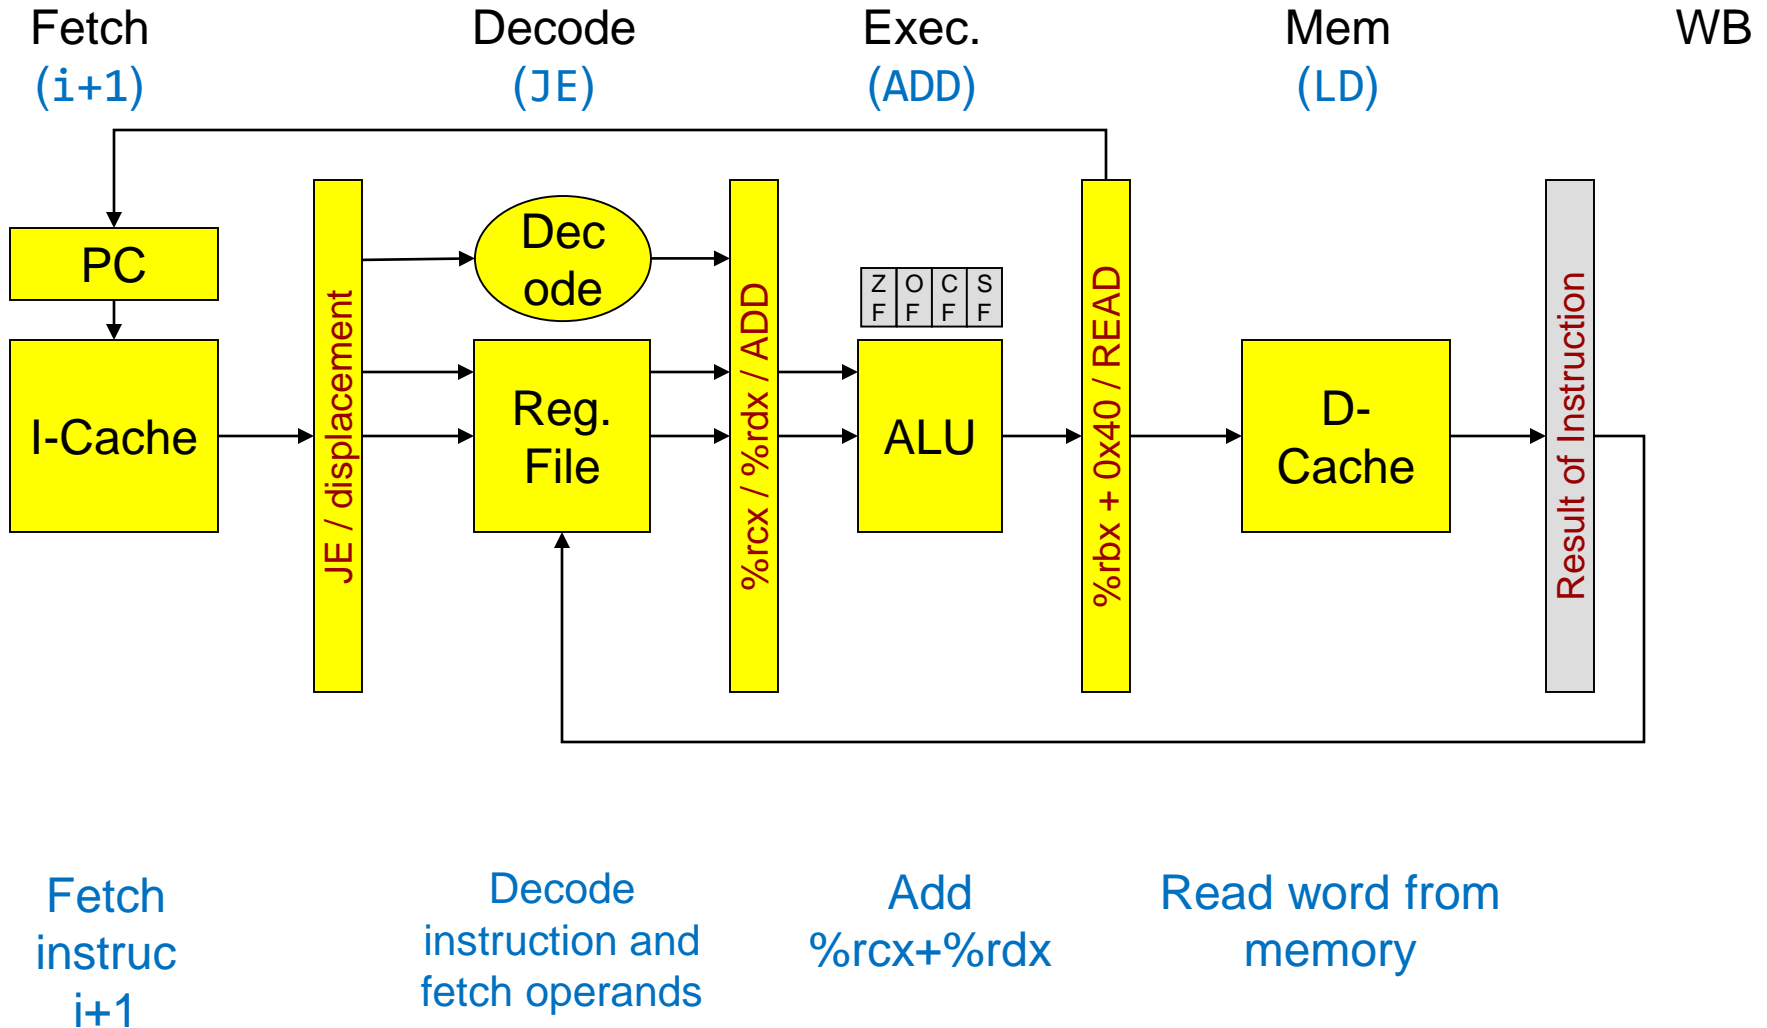 Fetch
(i+1)
Decode
(JE)
Exec.
(ADD)
Mem
(LD)
WB
PC
I-Cache
JE / displacement
Dec
ode
Reg.
File
%rcx / %rdx / ADD
Z O C S
F F F F
ALU
%rbx + 0x40 / READ
D-
Cache
Result of Instruction
Fetch
instruc
i+1
Decode
instruction and
fetch operands
Add
%rcx+%rdx
Read word from
memory